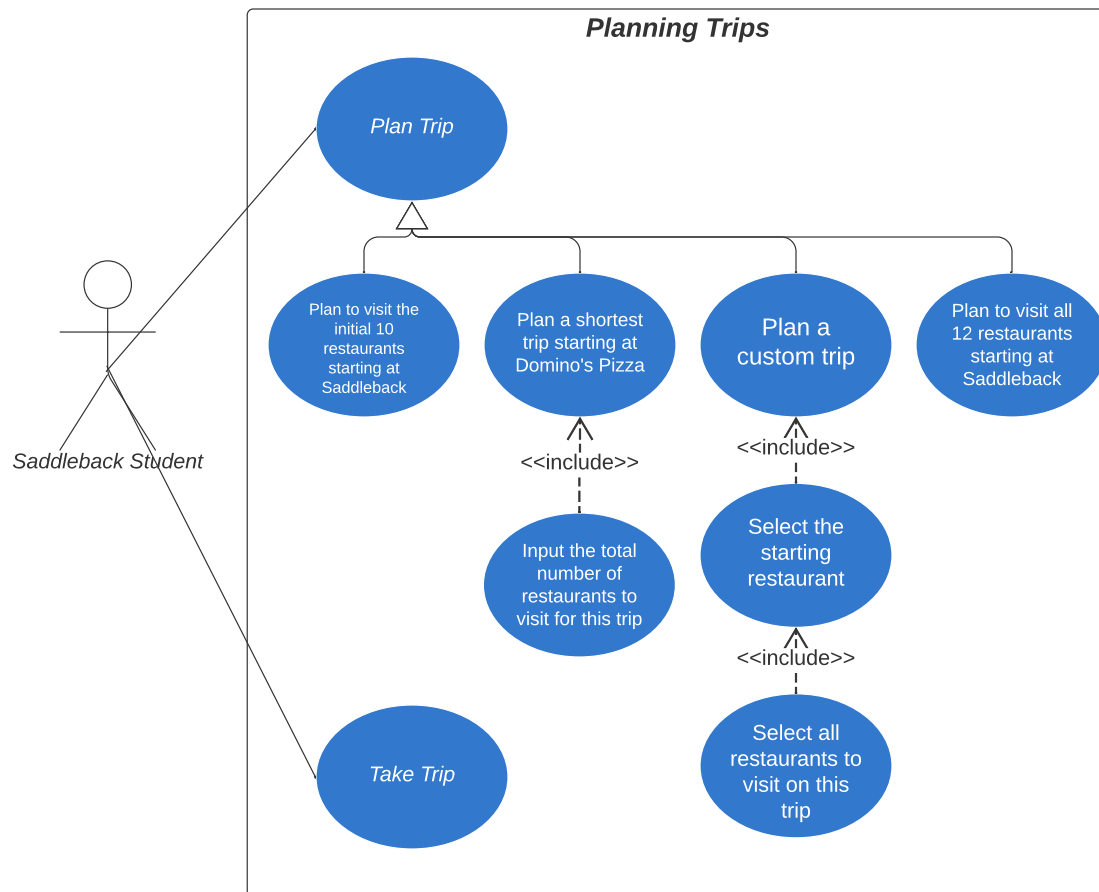 Planning Trips
Plan Trip
Plan to visit the
initial 10
restaurants
starting at
Saddleback
Plan a shortest
trip starting at
Domino's Pizza
Plan a
custom trip
Plan to visit all
12 restaurants
starting at
Saddleback
Saddleback Student
<<include>>
<<include>>
Input the total
number of
restaurants to
visit for this trip
Select the
starting
restaurant
<<include>>
Select all
restaurants to
visit on this
trip
Take Trip